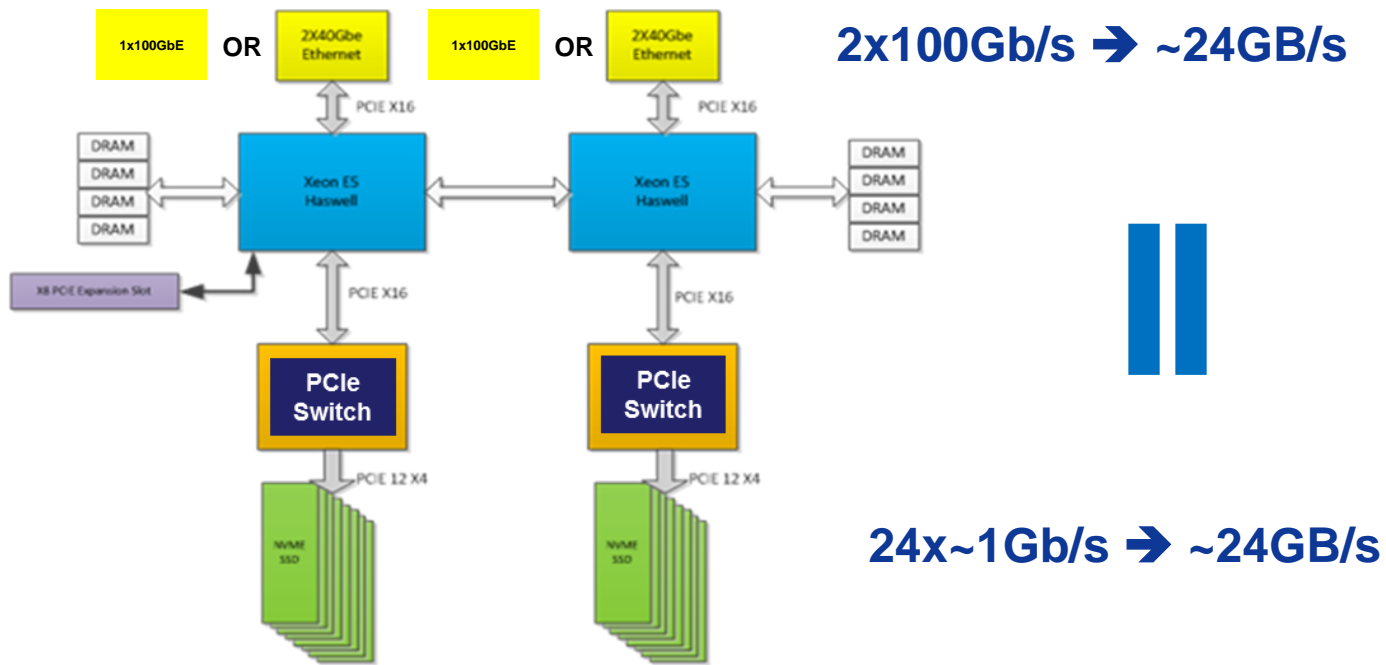 1x100GbE
OR
2X40Gbe
Ethernet
1x100GbE
OR
2X40Gbe
Ethernet
2x100Gb/s ➔ ~24GB/s
PCIE X16
PCIE X16
DRAM
DRAM
DRAM
DRAM
Xeon E5
Haswell
Xeon E5
Haswell
DRAM
DRAM
DRAM
DRAM
X8 PCIE Expansion Slot
PCIE X16
PCIE X16
PCIe
Switch
PCIe
Switch
PCIE 12 X4
PCIE 12 X4
NVME
SSD
NVME
SSD
24x~1Gb/s ➔ ~24GB/s